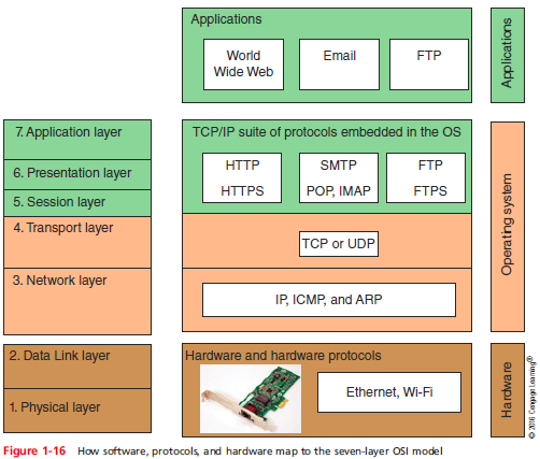 Applications
World
Wide Web
Email
FTP
Applications
7. Application layer
6. Presentation layer
5. Session layer
4. Transport layer
3. Network layer
2. Data Link layer
1. Physical layer
TCP/IP suite of protocols embedded in the OS
HTTP
HTTPS
SMTP
POP, IMAP
FTP
FTPS
TCP or UDP
IP, ICMP, and ARP
Operating system
Hardware and hardware protocols
Ethernet, Wi-Fi
Hardware
© 2016 Cengage Learning®
Figure 1-16 How software, protocols, and hardware map to the seven-layer OSI model